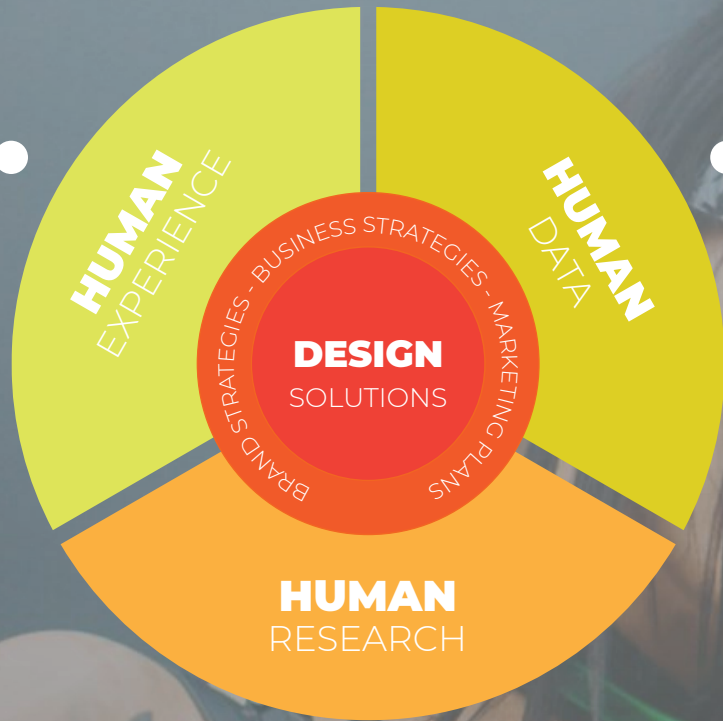 HUMAN
EXPERIENCE
HUMAN
DATA
BRAND STRATEGIES - BUSINESS STRATEGIES - MARKETING PLANS
DESIGN
SOLUTIONS
HUMAN
RESEARCH